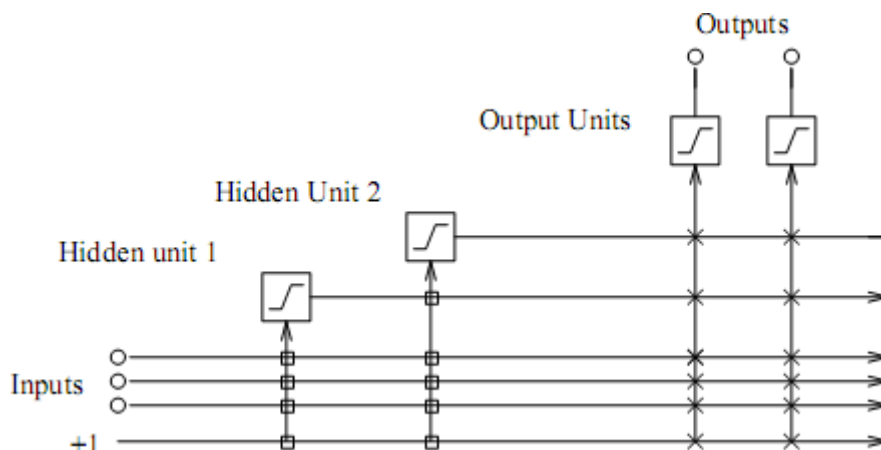 Outputs
Output Units
Hidden Unit 2
Hidden unit 1
Inputs
+1